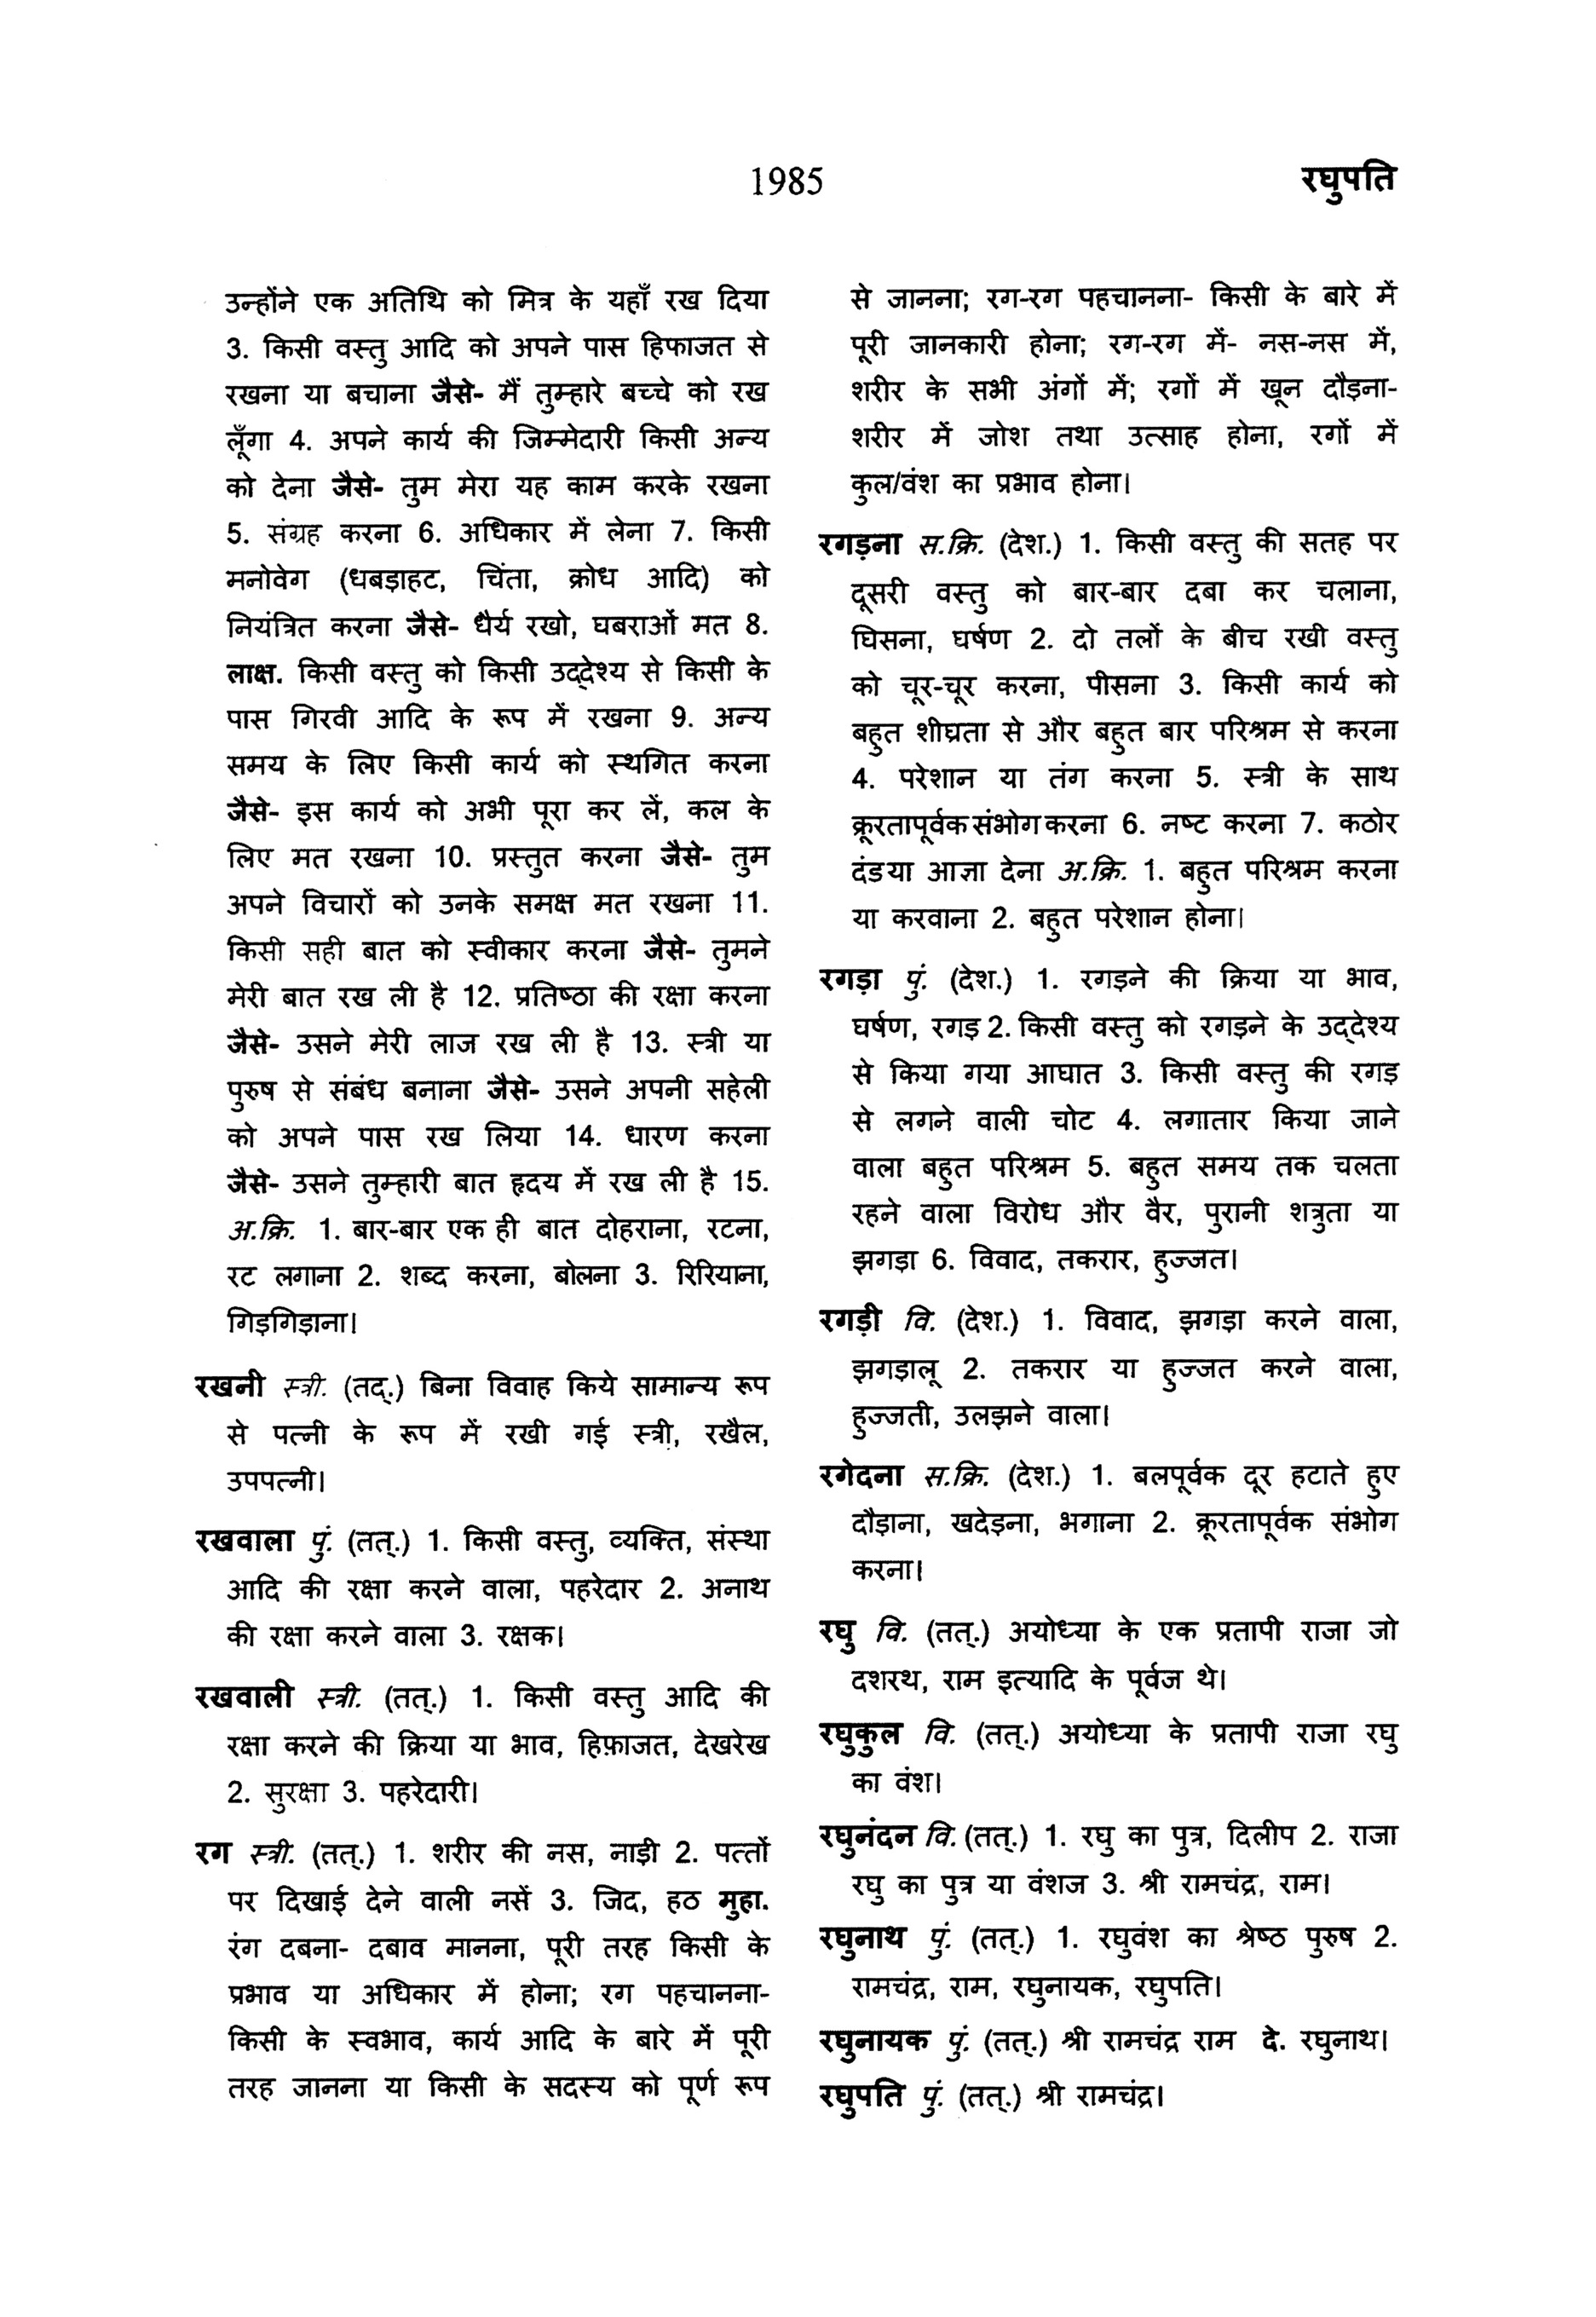 1985
रघुपति
उन्होंने एक अतिथि को मित्र के यहाँ रख दिया
3. किसी वस्तु आदि को अपने पास हिफाजत से
रखना या बचाना जैसे- मैं तुम्हारे बच्चे को रख
लूँगा 4. अपने कार्य की जिम्मेदारी किसी अन्य
को देना जैसे- तुम मेरा यह काम करके रखना
5. संग्रह करना 6. अधिकार में लेना 7. किसी
मनोवेग (धबड़ाहट, चिंता, क्रोध आदि) को
नियंत्रित करना जैसे- धैर्य रखो, घबराओं मत 8.
लाक्ष. किसी वस्तु को किसी उद्देश्य से किसी के
पास गिरवी आदि के रूप में रखना 9. अन्य
समय के लिए किसी कार्य को स्थगित करना
जैसे- इस कार्य को अभी पूरा कर लें, कल के
लिए मत रखना 10. प्रस्तुत करना जैसे- तुम
अपने विचारों को उनके समक्ष मत रखना 11.
किसी सही बात को स्वीकार करना जैसे- तुमने
मेरी बात रख ली है 12. प्रतिष्ठा की रक्षा करना
जैसे- उसने मेरी लाज रख ली है 13. स्त्री या
पुरुष से संबंध बनाना जैसे- उसने अपनी सहेली
को अपने पास रख लिया 14. धारण करना
जैसे- उसने तुम्हारी बात हृदय में रख ली है 15.
अ.क्रि. 1. बार-बार एक ही बात दोहराना, रटना,
रट लगाना 2. शब्द करना, बोलना 3. रिरियाना,
गिड़गिड़ाना।
रखनी स्त्री. (तद्.) बिना विवाह किये सामान्य रूप
से पत्नी के रूप में रखी गई स्त्री, रखैल,
उपपत्नी।
रखवाला पुं. (तत्.) 1. किसी वस्तु, व्यक्ति, संस्था
आदि की रक्षा करने वाला, पहरेदार 2. अनाथ
की रक्षा करने वाला 3. रक्षक।
रखवाली स्त्री. (तत्.) 1. किसी वस्तु आदि की
रक्षा करने की क्रिया या भाव, हिफ़ाजत, देखरेख
2. सुरक्षा 3. पहरेदारी।
रग स्त्री. (तत्.) 1. शरीर की नस, नाड़ी 2. पत्तों
पर दिखाई देने वाली नसें 3. जिद, हठ मुहा.
रंग दबना- दबाव मानना, पूरी तरह किसी के
प्रभाव या अधिकार में होना; रग पहचानना-
किसी के स्वभाव, कार्य आदि के बारे में पूरी
तरह जानना या किसी के सदस्य को पूर्ण रूप
से जानना; रग-रग पहचानना- किसी के बारे में
पूरी जानकारी होना; रग-रग में- नस-नस में,
शरीर के सभी अंगों में; रगों में खून दौड़ना-
शरीर में जोश तथा उत्साह होना, रगों में
कुल/वंश का प्रभाव होना।
रगड़ना स.क्रि. (देश.) 1. किसी वस्तु की सतह पर
दूसरी वस्तु को बार-बार दबा कर चलाना,
घिसना, घर्षण 2. दो तलों के बीच रखी वस्तु
को चूर-चूर करना, पीसना 3. किसी कार्य को
बहुत शीघ्रता से और बहुत बार परिश्रम से करना
4. परेशान या तंग करना 5. स्त्री के साथ
क्रूरतापूर्वक संभोग करना 6. नष्ट करना 7. कठोर
दंड या आज्ञा देना अ.क्रि. 1. बहुत परिश्रम करना
या करवाना 2. बहुत परेशान होना।
रगड़ा पुं. (देश.) 1. रगड़ने की क्रिया या भाव,
घर्षण, रगड़ 2. किसी वस्तु को रगड़ने के उद्देश्य
से किया गया आघात 3. किसी वस्तु की रगड़
से लगने वाली चोट 4. लगातार किया जाने
वाला बहुत परिश्रम 5. बहुत समय तक चलता
रहने वाला विरोध और वैर, पुरानी शत्रुता या
झगड़ा 6. विवाद, तकरार, हुज्जत।
रगड़ी वि. (देश.) 1. विवाद, झगड़ा करने वाला,
झगड़ालू 2. तकरार या हुज्जत करने वाला,
हुज्जती, उलझने वाला।
रगेदना स.क्रि. (देश.) 1. बलपूर्वक दूर हटाते हुए
दौड़ाना, खदेड़ना, भगाना 2. क्रूरतापूर्वक संभोग
करना।
रघु वि. (तत्.) अयोध्या के एक प्रतापी राजा जो
दशरथ, राम इत्यादि के पूर्वज थे।
रघुकुल वि. (तत्.) अयोध्या के प्रतापी राजा रघु
का वंश।
रघुनंदन वि. (तत्.) 1. रघु का पुत्र, दिलीप 2. राजा
रघु का पुत्र या वंशज 3. श्री रामचंद्र, राम।
रघुनाथ पुं. (तत्.) 1. रघुवंश का श्रेष्ठ पुरुष 2.
रामचंद्र, राम, रघुनायक, रघुपति।
रघुनायक पुं. (तत्.) श्री रामचंद्र राम दे. रघुनाथ।
रघुपति पुं. (तत्.) श्री रामचंद्र।